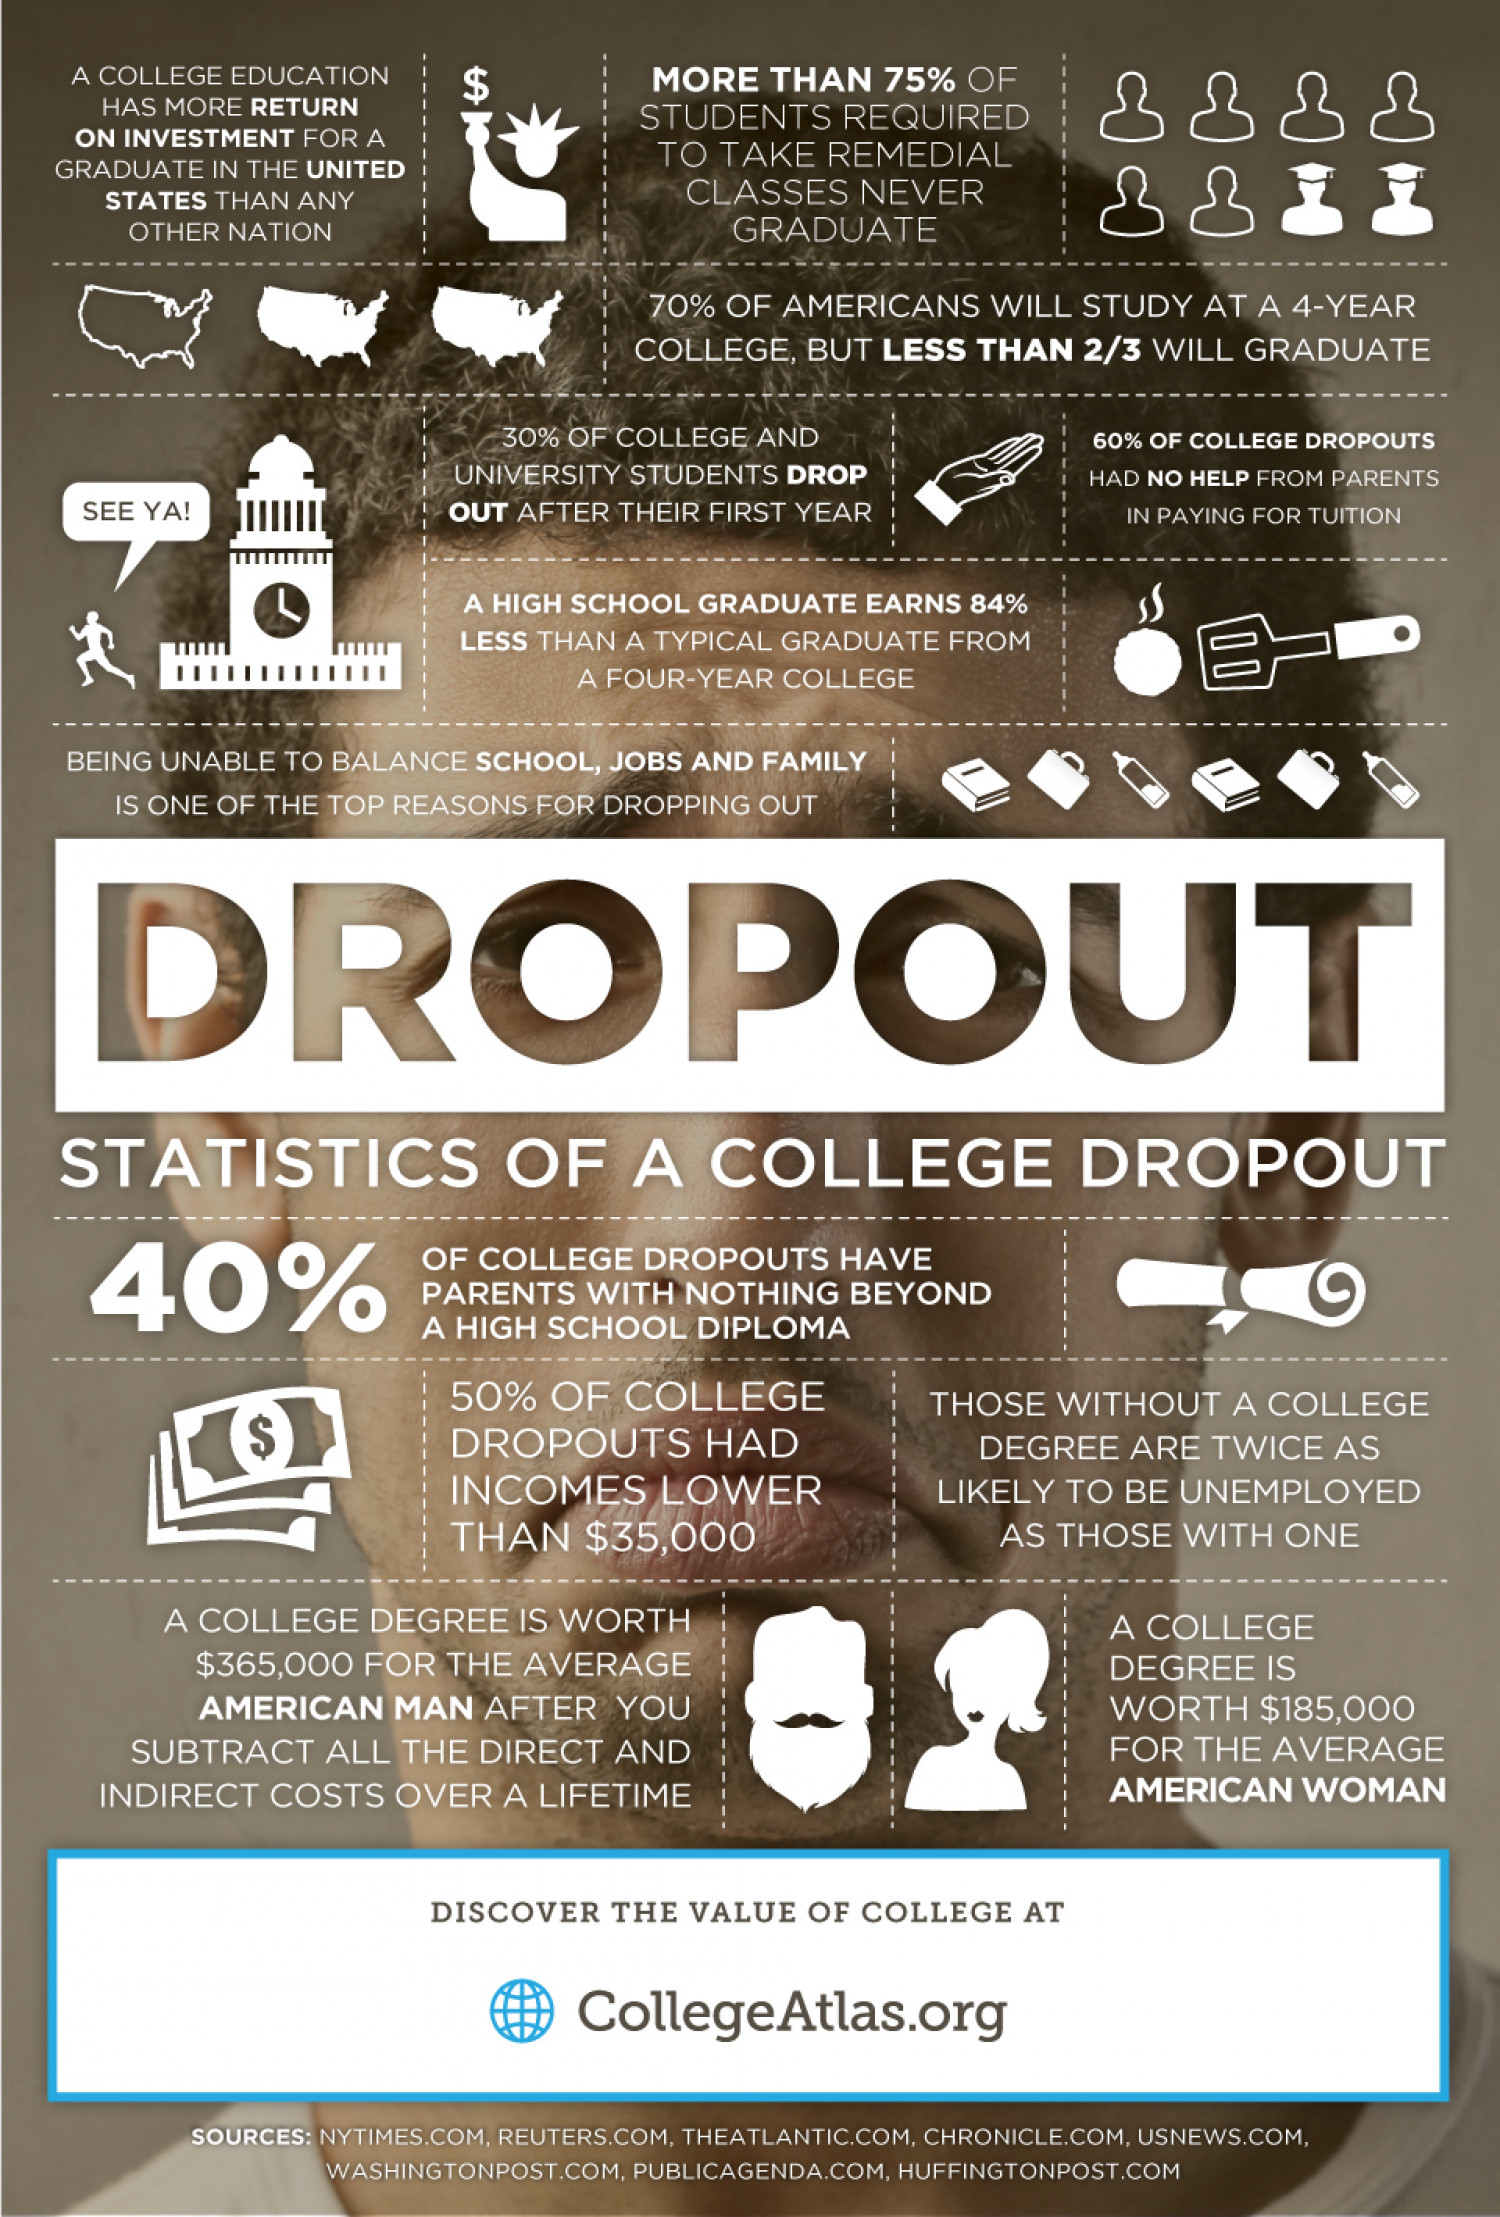 A COLLEGE EDUCATION
HAS MORE RETURN
ON INVESTMENT FOR A
GRADUATE IN THE UNITED
STATES THAN ANY
OTHER NATION
$
MORE THAN 75% OF
STUDENTS REQUIRED
TO TAKE REMEDIAL
CLASSES NEVER
GRADUATE
70% OF AMERICANS WILL STUDY AT A 4-YEAR
COLLEGE, BUT LESS THAN 2/3 WILL GRADUATE
SEE YA!
30% OF COLLEGE AND
UNIVERSITY STUDENTS DROP
OUT AFTER THEIR FIRST YEAR
60% OF COLLEGE DROPOUTS
HAD NO HELP FROM PARENTS
IN PAYING FOR TUITION
A HIGH SCHOOL GRADUATE EARNS 84%
LESS THAN A TYPICAL GRADUATE FROM
A FOUR-YEAR COLLEGE
BEING UNABLE TO BALANCE SCHOOL, JOBS AND FAMILY
IS ONE OF THE TOP REASONS FOR DROPPING OUT
DROPOUT
STATISTICS OF A COLLEGE DROPOUT
40%
OF COLLEGE DROPOUTS HAVE
PARENTS WITH NOTHING BEYOND
A HIGH SCHOOL DIPLOMA
$
50% OF COLLEGE
DROPOUTS HAD
INCOMES LOWER
THAN $35,000
THOSE WITHOUT A COLLEGE
DEGREE ARE TWICE AS
LIKELY TO BE UNEMPLOYED
AS THOSE WITH ONE
A COLLEGE DEGREE IS WORTH
$365,000 FOR THE AVERAGE
AMERICAN MAN AFTER YOU
SUBTRACT ALL THE DIRECT AND
INDIRECT COSTS OVER A LIFETIME
A COLLEGE
DEGREE IS
WORTH $185,000
FOR THE AVERAGE
AMERICAN WOMAN
DISCOVER THE VALUE OF COLLEGE AT
CollegeAtlas.org
SOURCES: NYTIMES.COM, REUTERS.COM, THEATLANTIC.COM, CHRONICLE.COM, USNEWS.COM,
WASHINGTONPOST.COM, PUBLICAGENDA.COM, HUFFINGTONPOST.COM